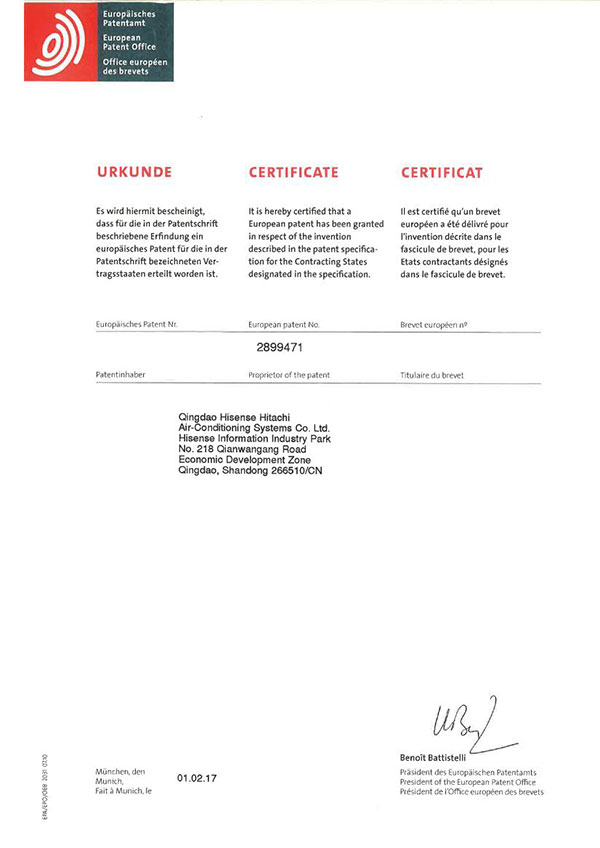 Europäisches
Patentamt
European
Patent Office
Office européen
des brevets
URKUNDE
Es wird hiermit bescheinigt,
dass für die in der Patentschrift
beschriebene Erfindung ein
europäisches Patent für die in der
Patentschrift bezeichneten Ver-
tragsstaaten erteilt worden ist.
CERTIFICATE
It is hereby certified that a
European patent has been granted
in respect of the invention
described in the patent specifica-
tion for the Contracting States
designated in the specification.
CERTIFICAT
Il est certifié qu'un brevet
européen a été délivré pour
l'invention décrite dans le
fascicule de brevet, pour les
Etats contractants désignés
dans le fascicule de brevet.
Europäisches Patent Nr.
European patent No.
Brevet européen nº
2899471
Patentinhaber
Proprietor of the patent
Titulaire du brevet
Qingdao Hisense Hitachi
Air-Conditioning Systems Co. Ltd.
Hisense Information Industry Park
No. 218 Qianwangang Road
Economic Development Zone
Qingdao, Shandong 266510/CN
Benoît Battistelli
Präsident des Europäischen Patentamts
President of the European Patent Office
Président de l'Office européen des brevets
München, den
Munich,
Fait à Munich, le
01.02.17
EPA/EPO/OEB 2031 07.10